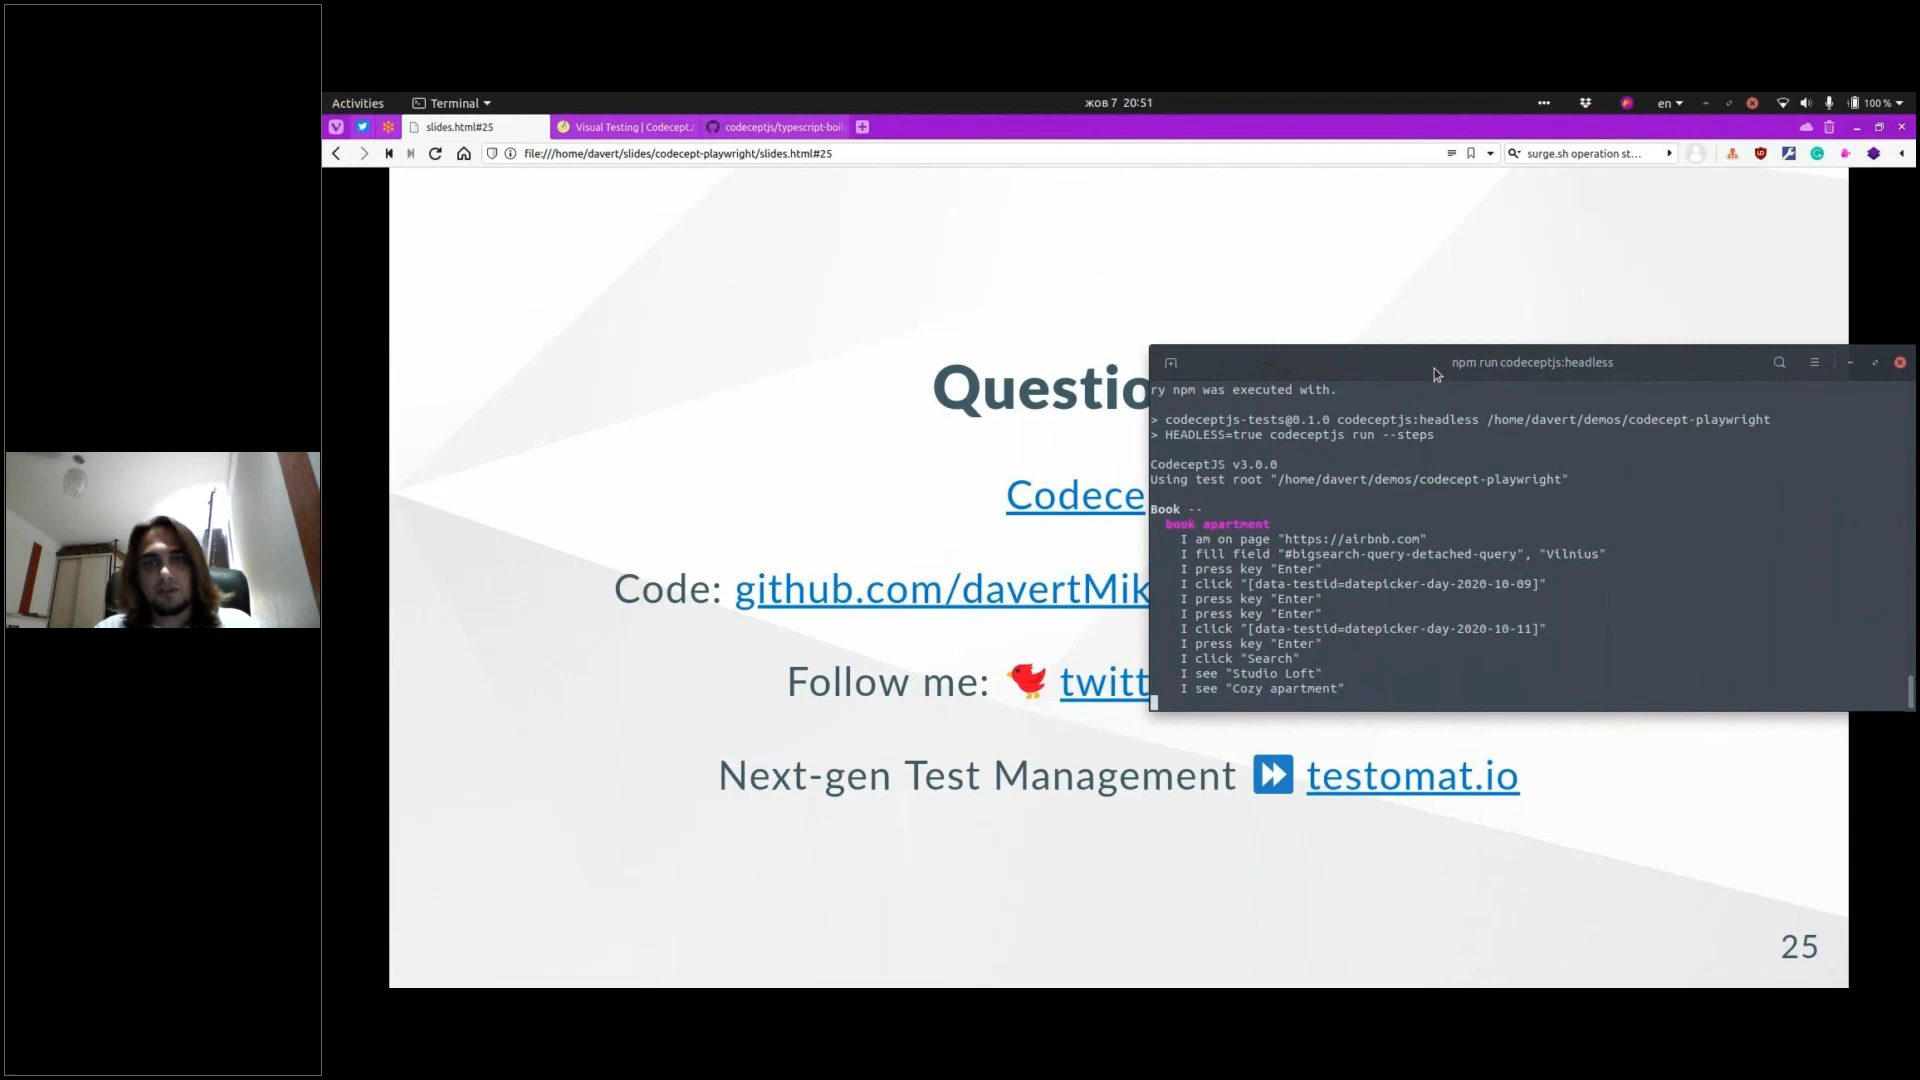 Activities Terminal жов 7 20:51 en 100 %
slides.html#25 Visual Testing | CodeceptJ codeceptjs/typescript-boil
file:///home/davert/slides/codecept-playwright/slides.html#25 surge.sh operation st...
Questio
Codece
Code: github.com/davertMik
Follow me: twitt
Next-gen Test Management testomat.io
25
npm run codeceptjs:headless
ry npm was executed with.
> codeceptjs-tests@0.1.0 codeceptjs:headless /home/davert/demos/codecept-playwright
> HEADLESS=true codeceptjs run --steps
CodeceptJS v3.0.0
Using test root "/home/davert/demos/codecept-playwright"
Book --
book apartment
I am on page "https://airbnb.com"
I fill field "#bigsearch-query-detached-query", "Vilnius"
I press key "Enter"
I click "[data-testid=datepicker-day-2020-10-09]"
I press key "Enter"
I press key "Enter"
I click "[data-testid=datepicker-day-2020-10-11]"
I press key "Enter"
I click "Search"
I see "Studio Loft"
I see "Cozy apartment"